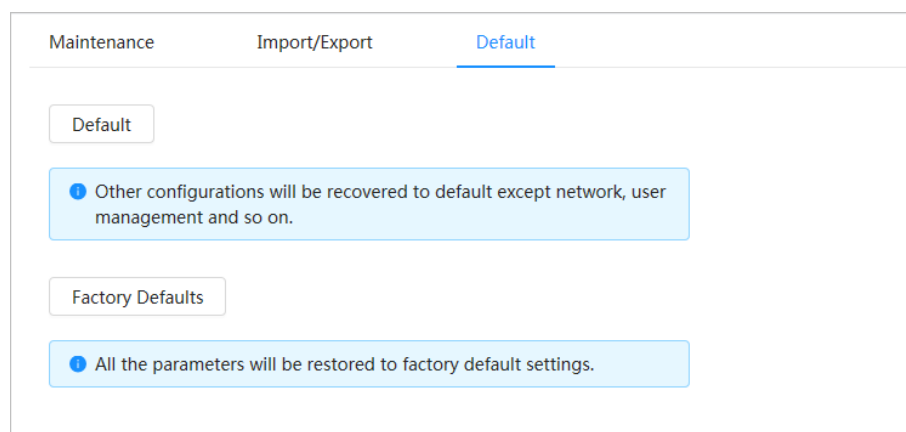 Maintenance Import/Export Default
Default
Other configurations will be recovered to default except network, user
management and so on.
Factory Defaults
All the parameters will be restored to factory default settings.